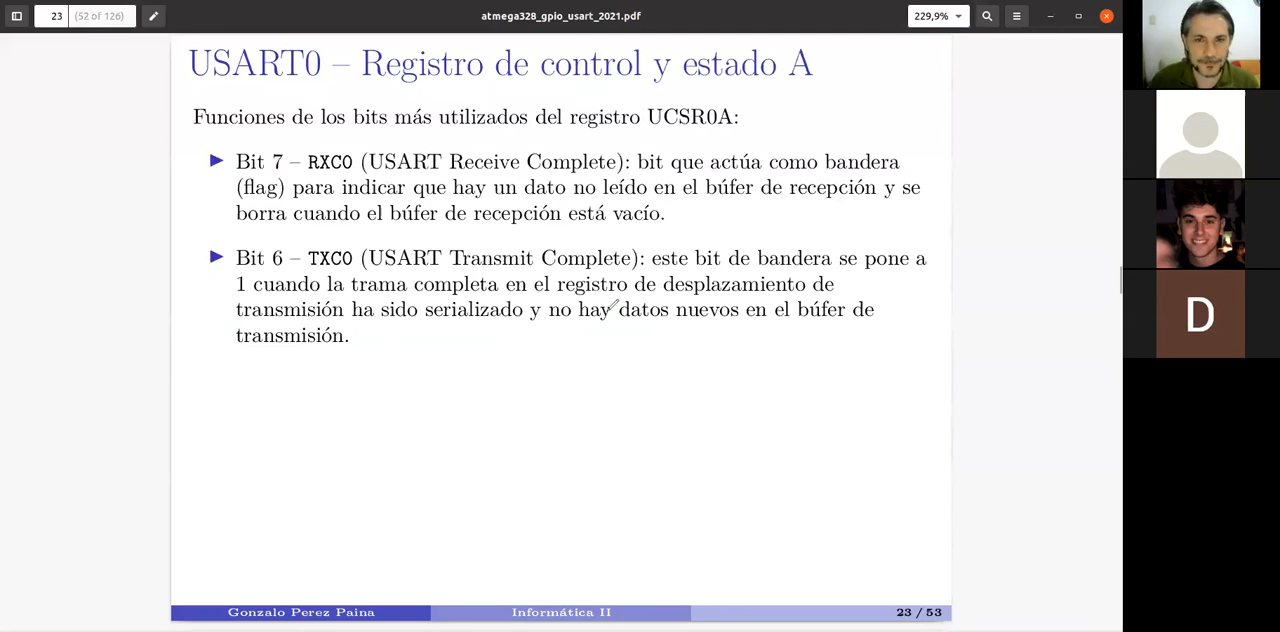 23
(52 of 126)
atmega328_gpio_usart_2021.pdf
229,9%
USART0 – Registro de control y estado A
Funciones de los bits más utilizados del registro UCSR0A:
Bit 7 – RXC0 (USART Receive Complete): bit que actúa como bandera
(flag) para indicar que hay un dato no leído en el búfer de recepción y se
borra cuando el búfer de recepción está vacío.
Bit 6 – TXC0 (USART Transmit Complete): este bit de bandera se pone a
1 cuando la trama completa en el registro de desplazamiento de
transmisión ha sido serializado y no hay datos nuevos en el búfer de
transmisión.
Gonzalo Perez Paina
Informática II
23 / 53
D